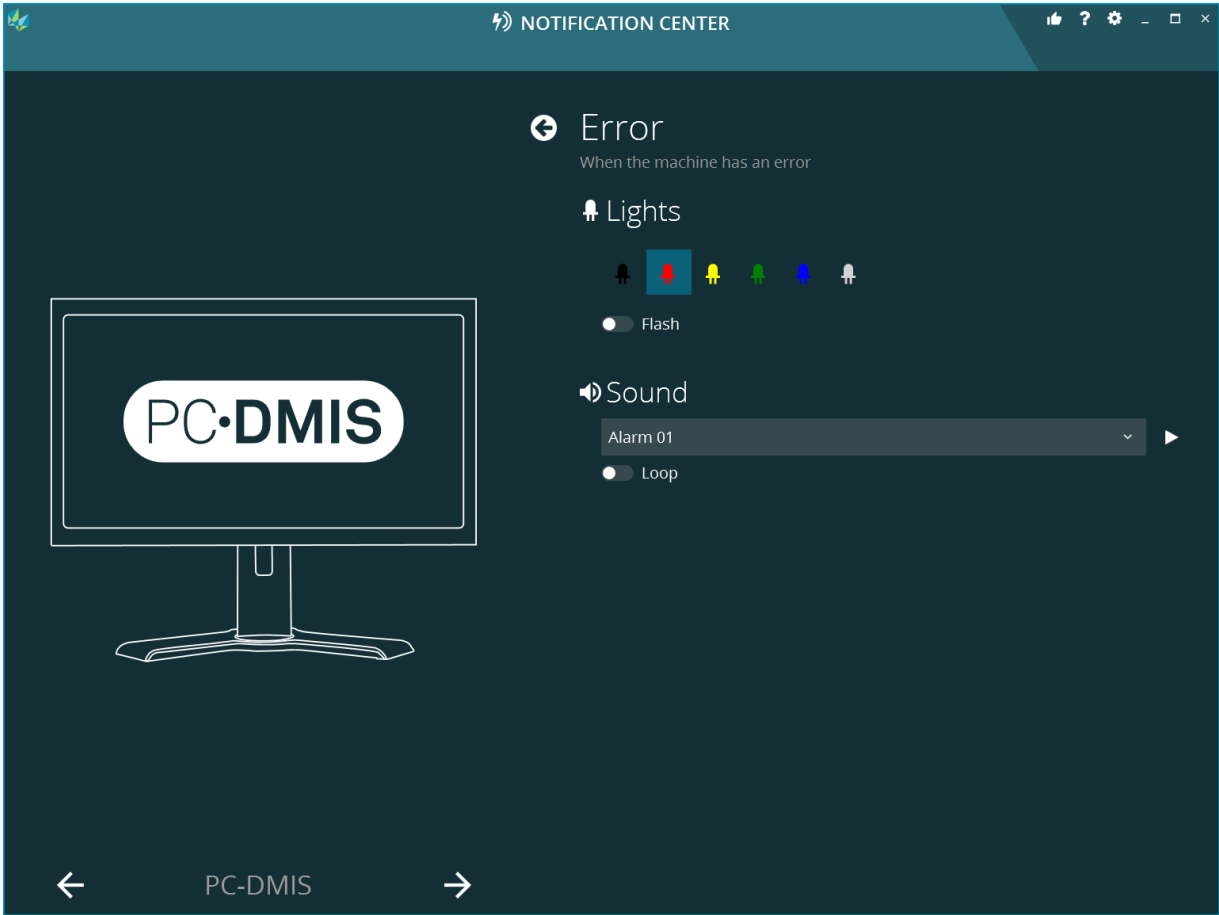 NOTIFICATION CENTER
Error
When the machine has an error
Lights
Flash
Sound
Alarm 01
Loop
PC•DMIS
PC-DMIS